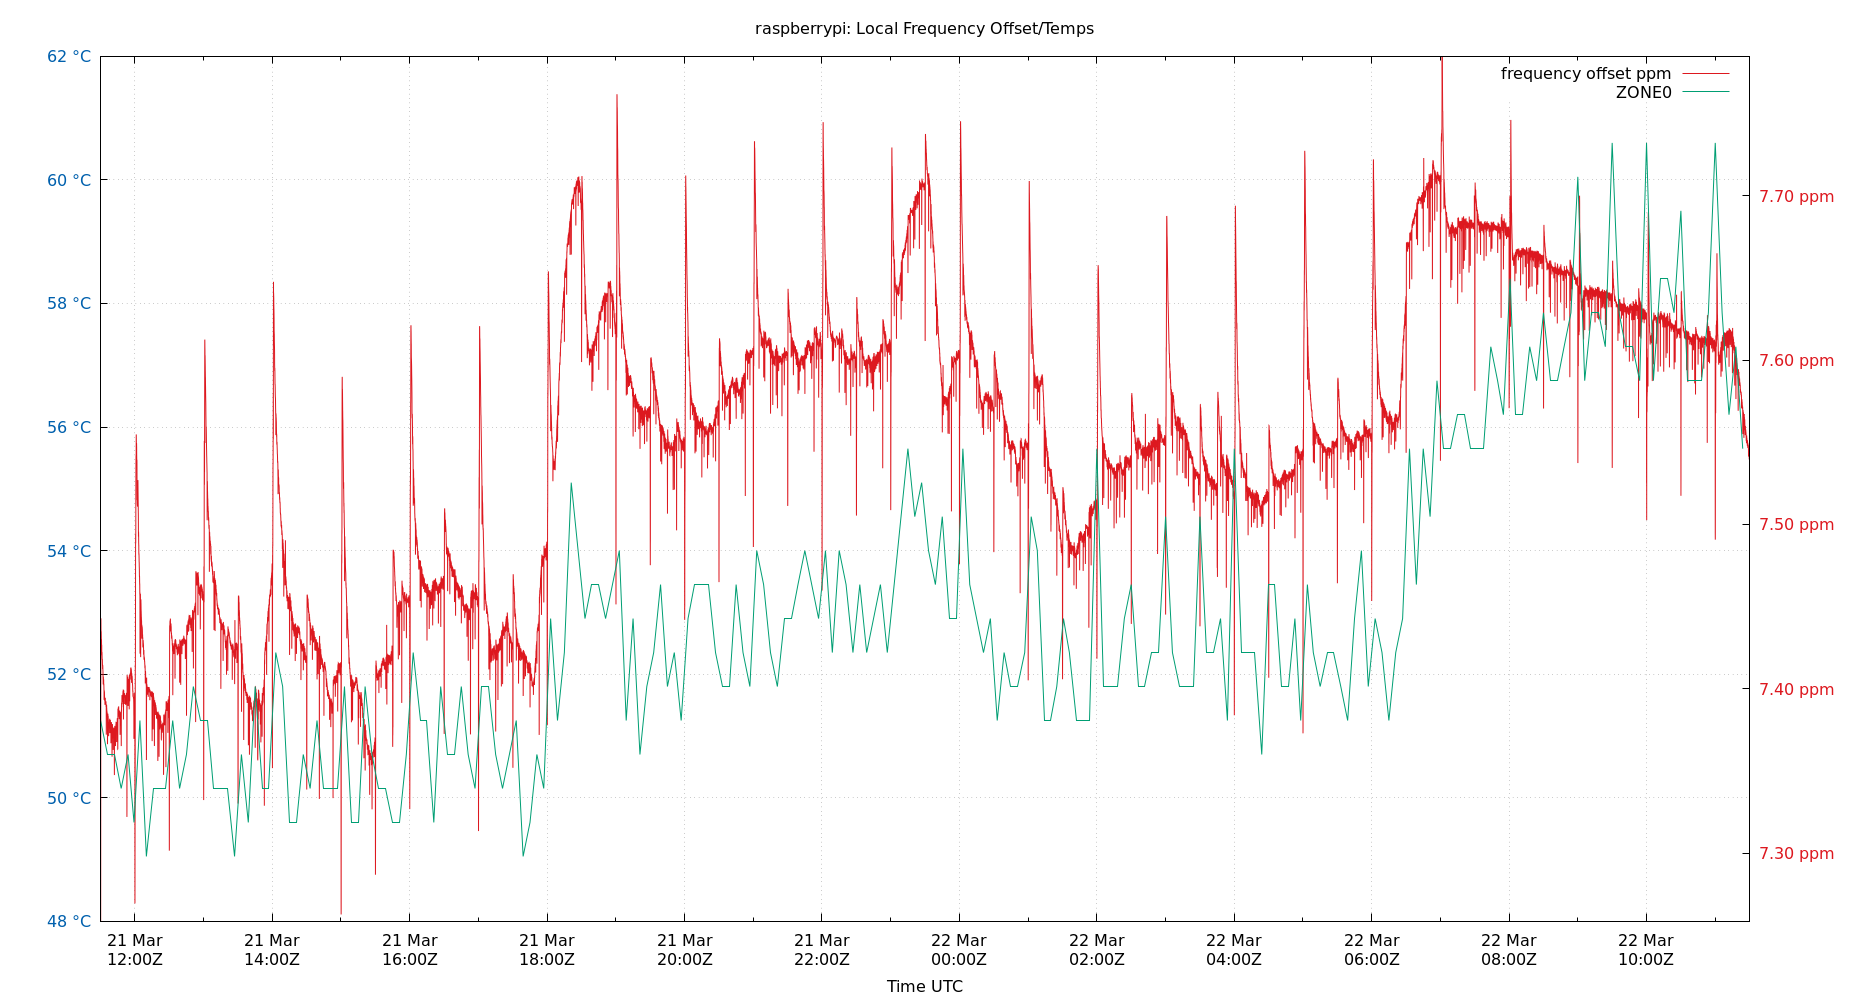 raspberrypi: Local Frequency Offset/Temps
62 °C
60 °C
58 °C
56 °C
54 °C
52 °C
50 °C
48 °C
frequency offset ppm
ZONE0
7.70 ppm
7.60 ppm
7.50 ppm
7.40 ppm
7.30 ppm
21 Mar
12:00Z
21 Mar
14:00Z
21 Mar
16:00Z
21 Mar
18:00Z
21 Mar
20:00Z
21 Mar
22:00Z
22 Mar
00:00Z
22 Mar
02:00Z
22 Mar
04:00Z
22 Mar
06:00Z
22 Mar
08:00Z
22 Mar
10:00Z
Time UTC